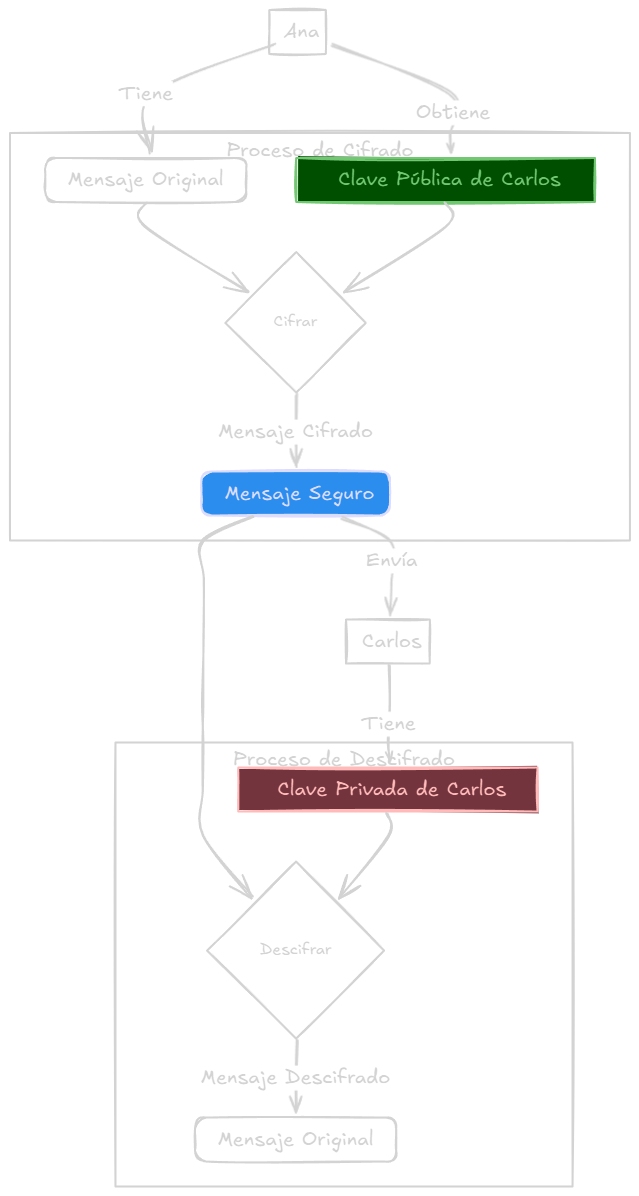 Ana
Tiene
Obtiene
Proceso de Cifrado
Mensaje Original
Clave Pública de Carlos
Cifrar
Mensaje Cifrado
Mensaje Seguro
Envía
Carlos
Tiene
Proceso de Descifrado
Clave Privada de Carlos
Descifrar
Mensaje Descifrado
Mensaje Original